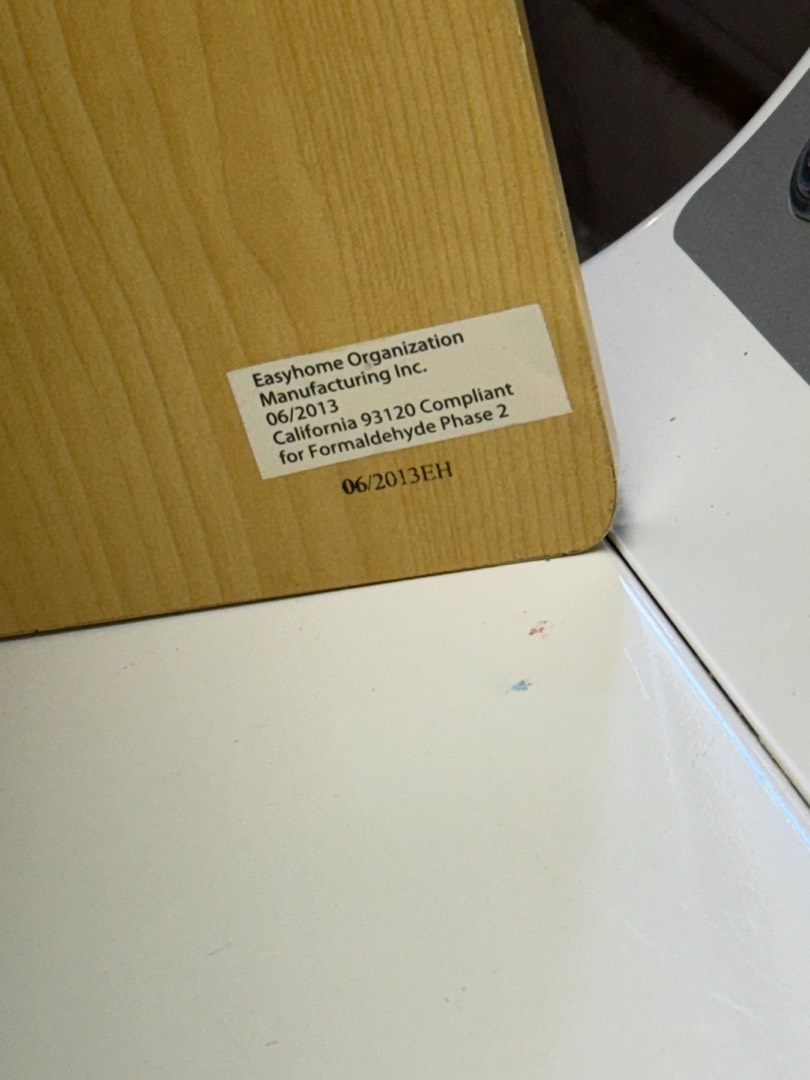 Easyhome Organization
Manufacturing Inc.
06/2013
California 93120 Compliant
for Formaldehyde Phase 2
06/2013EH